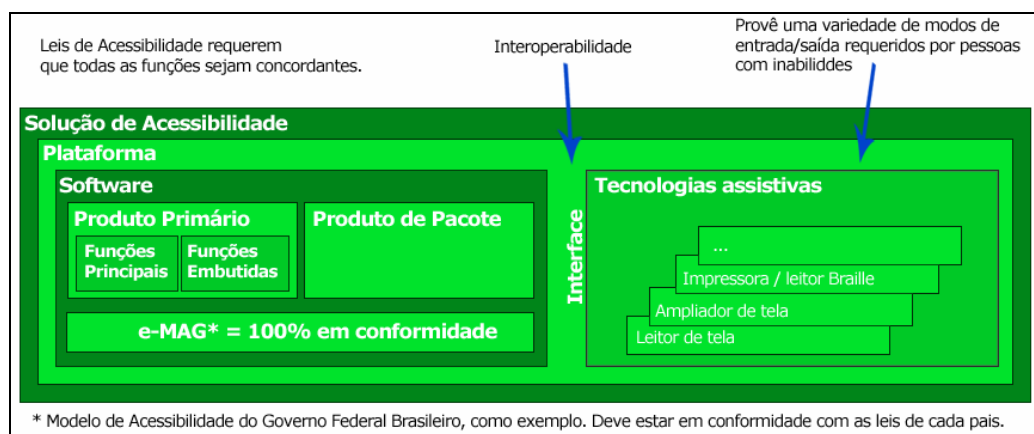 Leis de Acessibilidade requerem
que todas as funções sejam concordantes.
Interoperabilidade
Provê uma variedade de modos de
entrada/saída requeridos por pessoas
com inabiliddes
Solução de Acessibilidade
Plataforma
Software
Produto Primário
Funções
Principais
Funções
Embutidas
Produto de Pacote
e-MAG* = 100% em conformidade
Interface
Tecnologias assistivas
...
Impressora / leitor Braille
Ampliador de tela
Leitor de tela
* Modelo de Acessibilidade do Governo Federal Brasileiro, como exemplo. Deve estar em conformidade com as leis de cada pais.